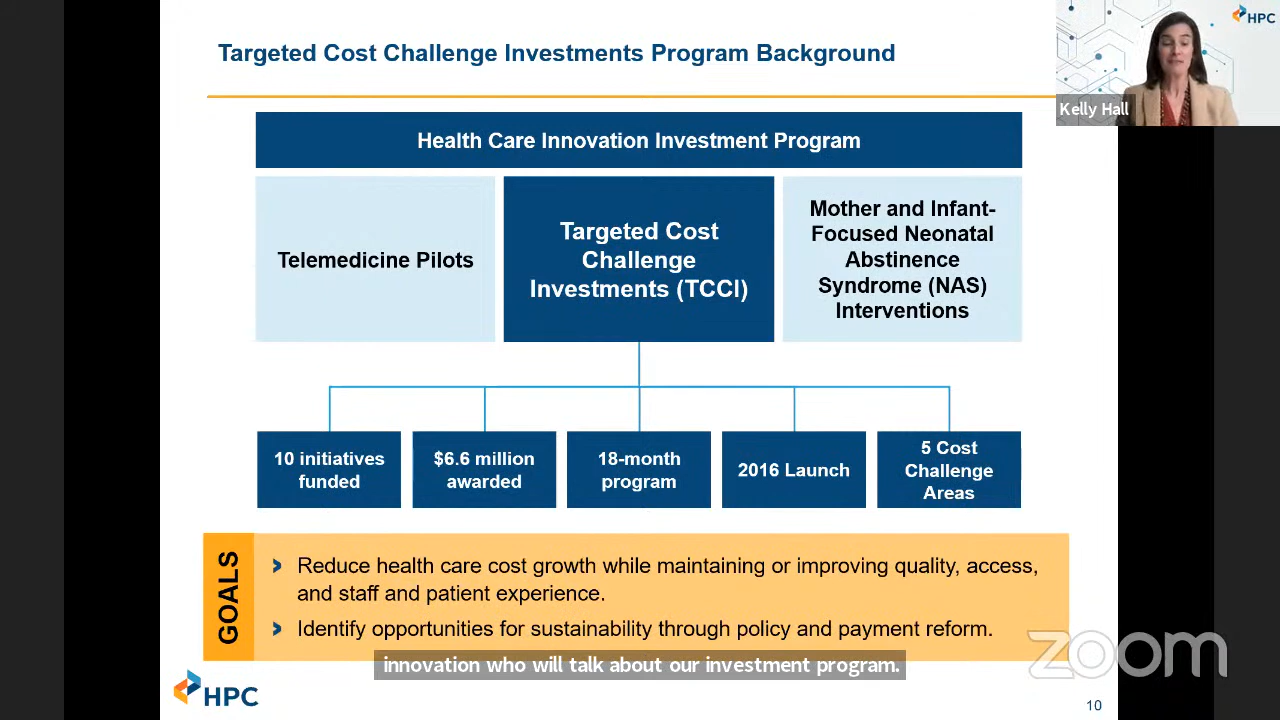 Targeted Cost Challenge Investments Program Background
HPC
Kelly Hall
Health Care Innovation Investment Program
Telemedicine Pilots
Targeted Cost
Challenge
Investments (TCCI)
Mother and Infant-
Focused Neonatal
Abstinence
Syndrome (NAS)
Interventions
10 initiatives
funded
$6.6 million
awarded
18-month
program
2016 Launch
5 Cost
Challenge
Areas
GOALS
Reduce health care cost growth while maintaining or improving quality, access,
and staff and patient experience.
Identify opportunities for sustainability through policy and payment reform.
innovation who will talk about our investment program.
zoom
HPC
10